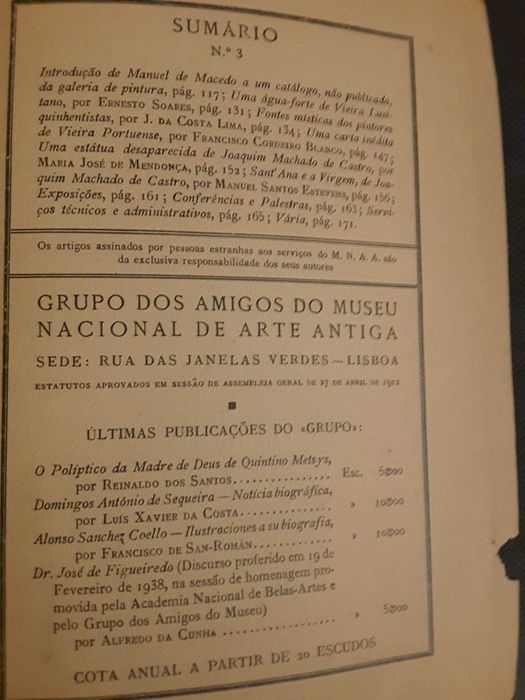 SUMÁRIO
N.º 3
Introdução de Manuel de Macedo a um catálogo, não publicado,
da galeria de pintura, pág. 117; Uma água-forte de Vieira Lusi-
tano, por ERNESTO SOARES, pág. 131; Fontes místicas dos pintores
quinhentistas, por J. DA COSTA LIMA, pág. 134; Uma carta inédita
de Vieira Portuense, por FRANCISCO CORDEIRO BLANCO, pág. 147;
Uma estátua desaparecida de Joaquim Machado de Castro, por
MARIA JOSÉ DE MENDONÇA, pág. 152; Sant'Ana e a Virgem, de Joa-
quim Machado de Castro, por MANUEL SANTOS ESTEVENS, pág. 156;
Exposições, pág. 161; Conferências e Palestras, pág. 163; Servi-
ços técnicos e administrativos, pág. 165; Vária, pág. 171.
Os artigos assinados por pessoas estranhas aos serviços do M. N. A. A. são
da exclusiva responsabilidade dos seus autores
GRUPO DOS AMIGOS DO MUSEU
NACIONAL DE ARTE ANTIGA
SEDE: RUA DAS JANELAS VERDES — LISBOA
ESTATUTOS APROVADOS EM SESSÃO DE ASSEMBLEIA GERAL DE 27 DE ABRIL DE 1912
ÚLTIMAS PUBLICAÇÕES DO «GRUPO»:
O Políptico da Madre de Deus de Quintino Metsys,
por REINALDO DOS SANTOS............... Esc. 5$00
Domingos António de Sequeira — Notícia biográfica,
por LUÍS XAVIER DA COSTA.............. » 10$00
Alonso Sanchez Coello — Ilustraciones a su biografia,
por FRANCISCO DE SAN-ROMÁN............ » 10$00
Dr. José de Figueiredo (Discurso proferido em 19 de
Fevereiro de 1938, na sessão de homenagem pro-
movida pela Academia Nacional de Belas-Artes e
pelo Grupo dos Amigos do Museu)
por ALFREDO DA CUNHA ................. » 5$00
COTA ANUAL A PARTIR DE 20 ESCUDOS